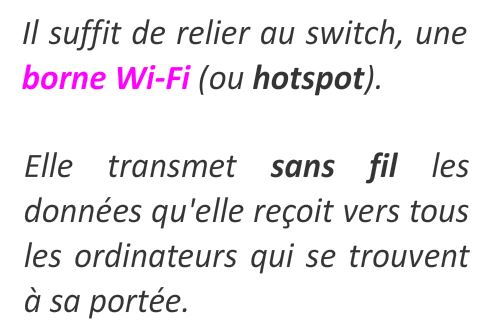 Il suffit de relier au switch, une
borne Wi-Fi (ou hotspot).
Elle transmet sans fil les
données qu'elle reçoit vers tous
les ordinateurs qui se trouvent
à sa portée.